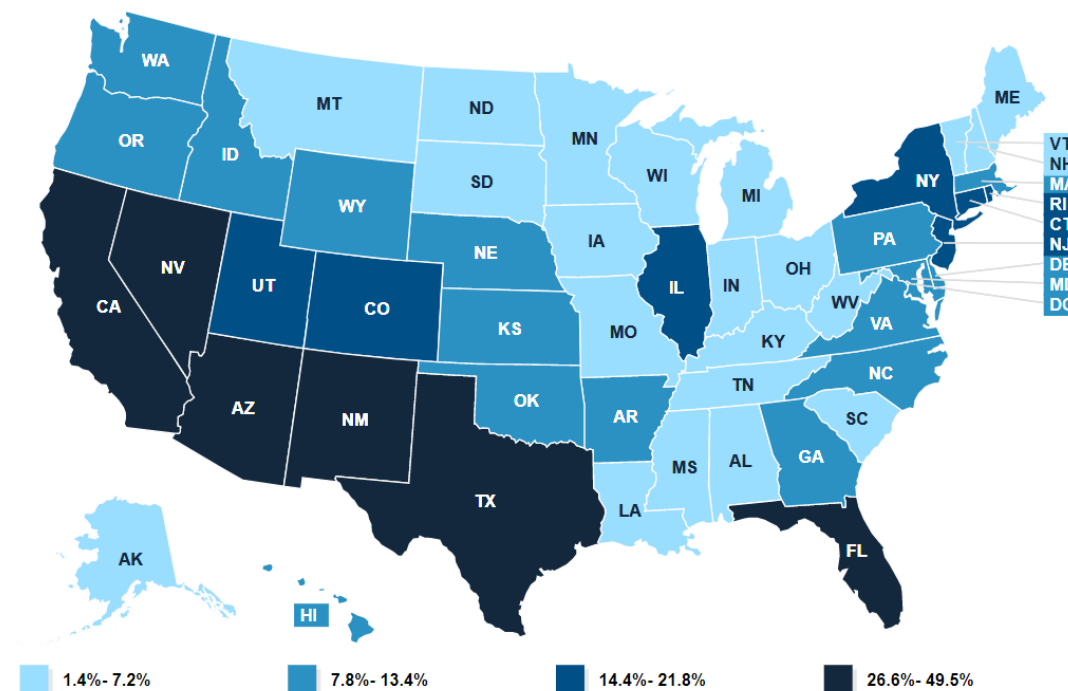 WA
MT
ND
MN
ME
OR
ID
SD
WI
MI
NY
VT
NH
MA
RI
CT
NJ
DE
MD
DC
WY
IA
PA
NE
NV
UT
CO
IL
IN
OH
WV
VA
CA
KS
MO
KY
AZ
NM
OK
AR
TN
NC
SC
TX
LA
MS
AL
GA
FL
AK
HI
1.4%- 7.2%
7.8%- 13.4%
14.4%- 21.8%
26.6%- 49.5%